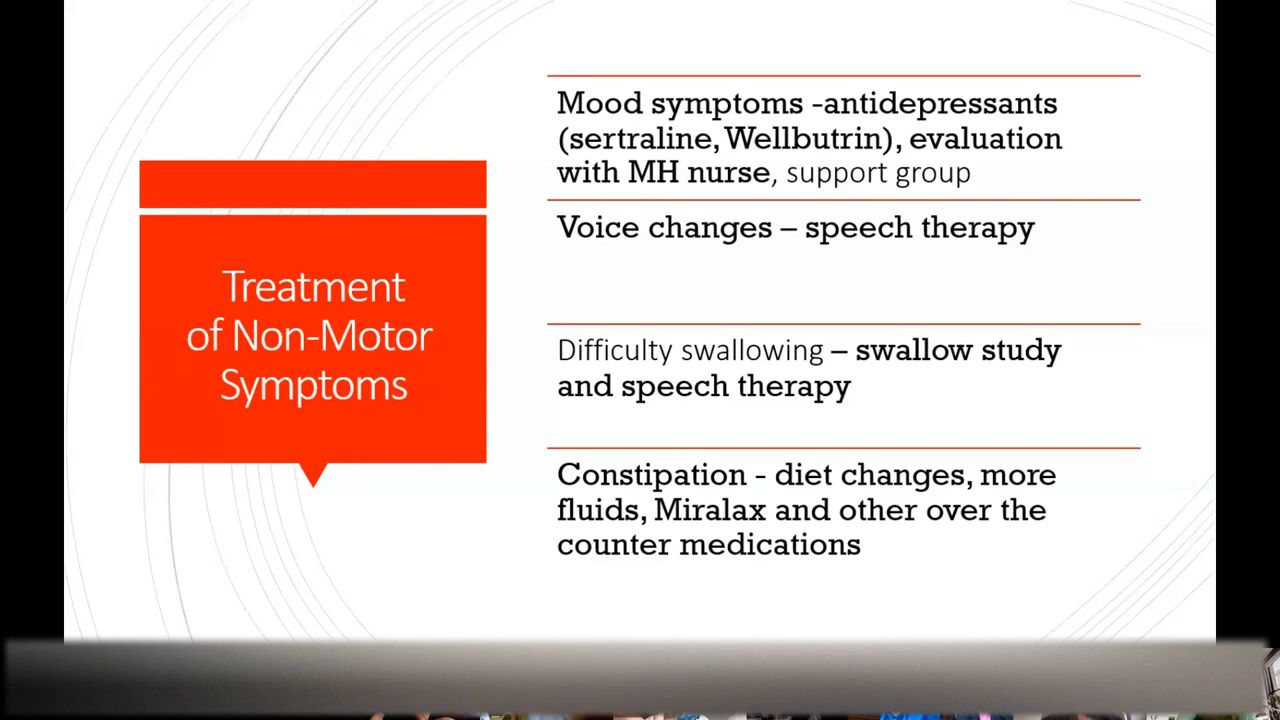 Treatment
of Non-Motor
Symptoms
Mood symptoms -antidepressants
(sertraline, Wellbutrin), evaluation
with MH nurse, support group
Voice changes – speech therapy
Difficulty swallowing – swallow study
and speech therapy
Constipation - diet changes, more
fluids, Miralax and other over the
counter medications